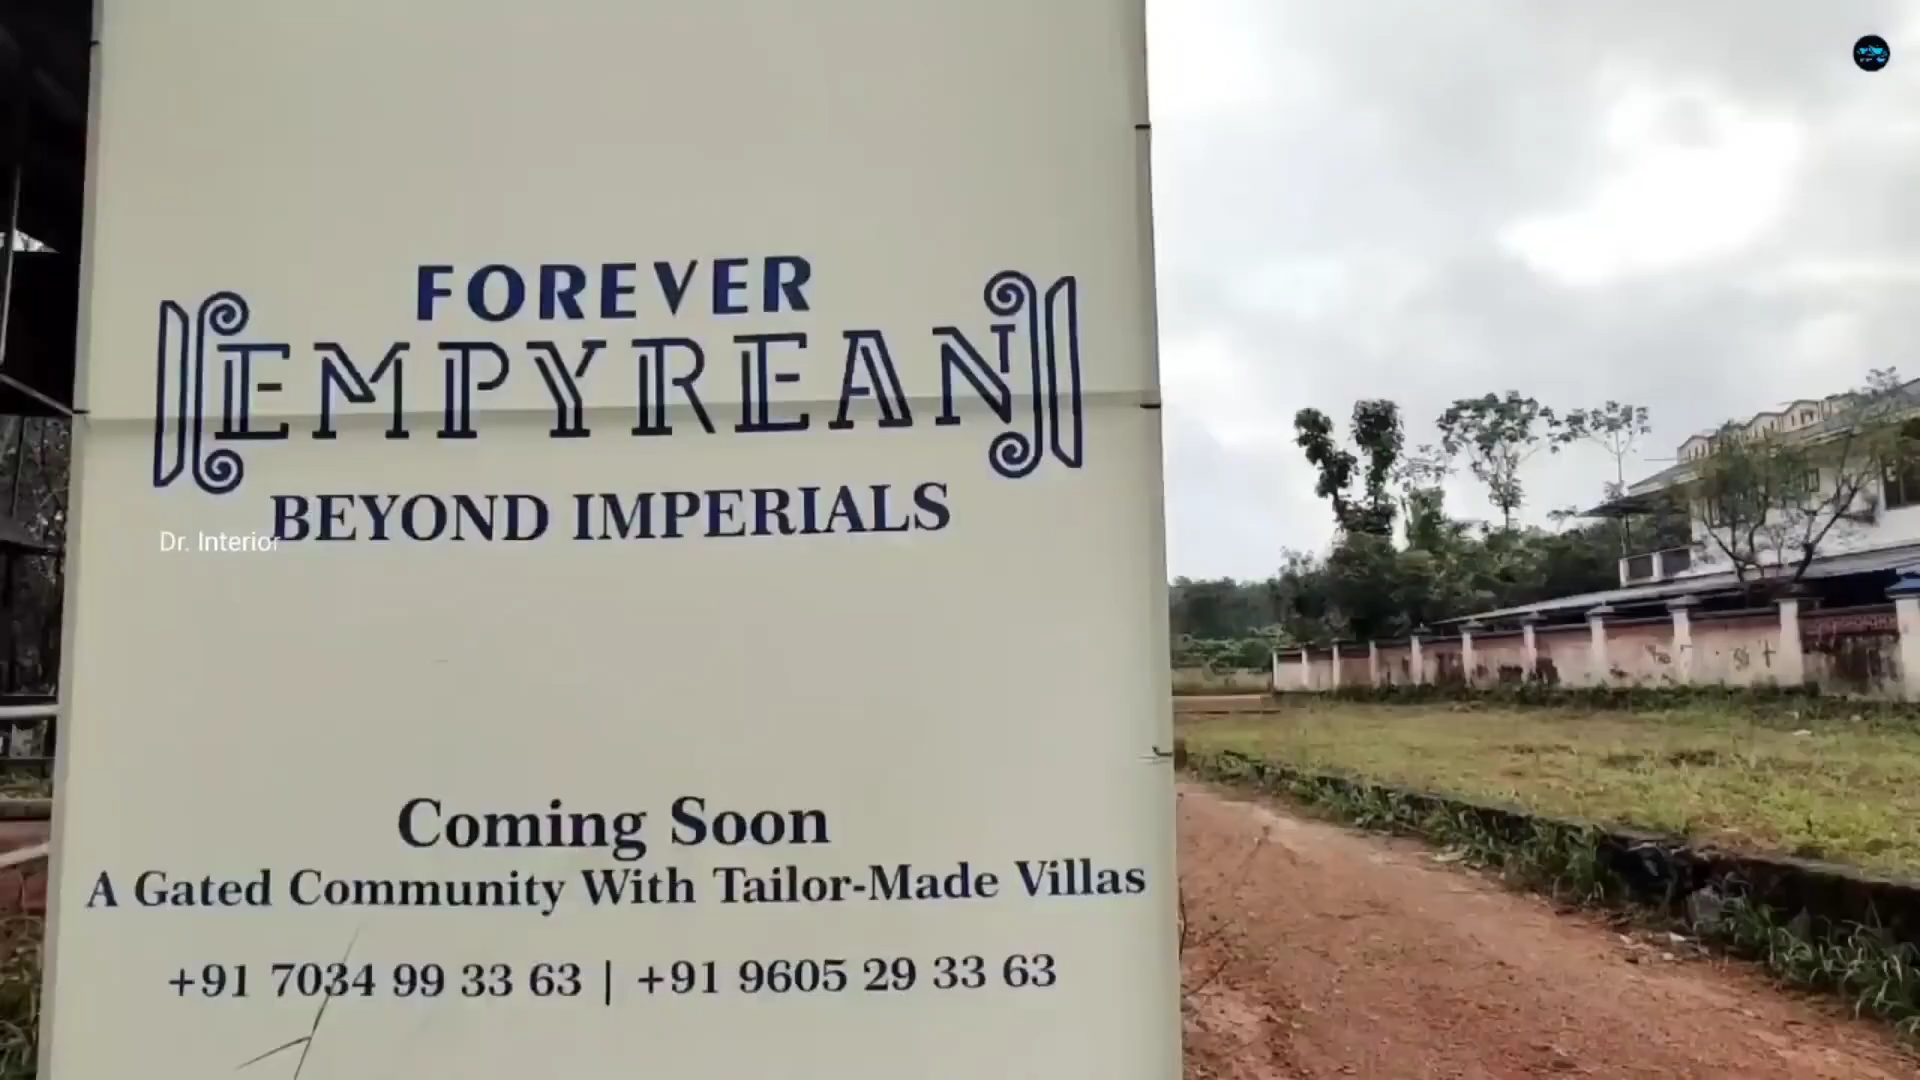 FOREVER
EMPYREAN
BEYOND IMPERIALS
Dr. Interior
Coming Soon
A Gated Community With Tailor-Made Villas
+91 7034 99 33 63 | +91 9605 29 33 63